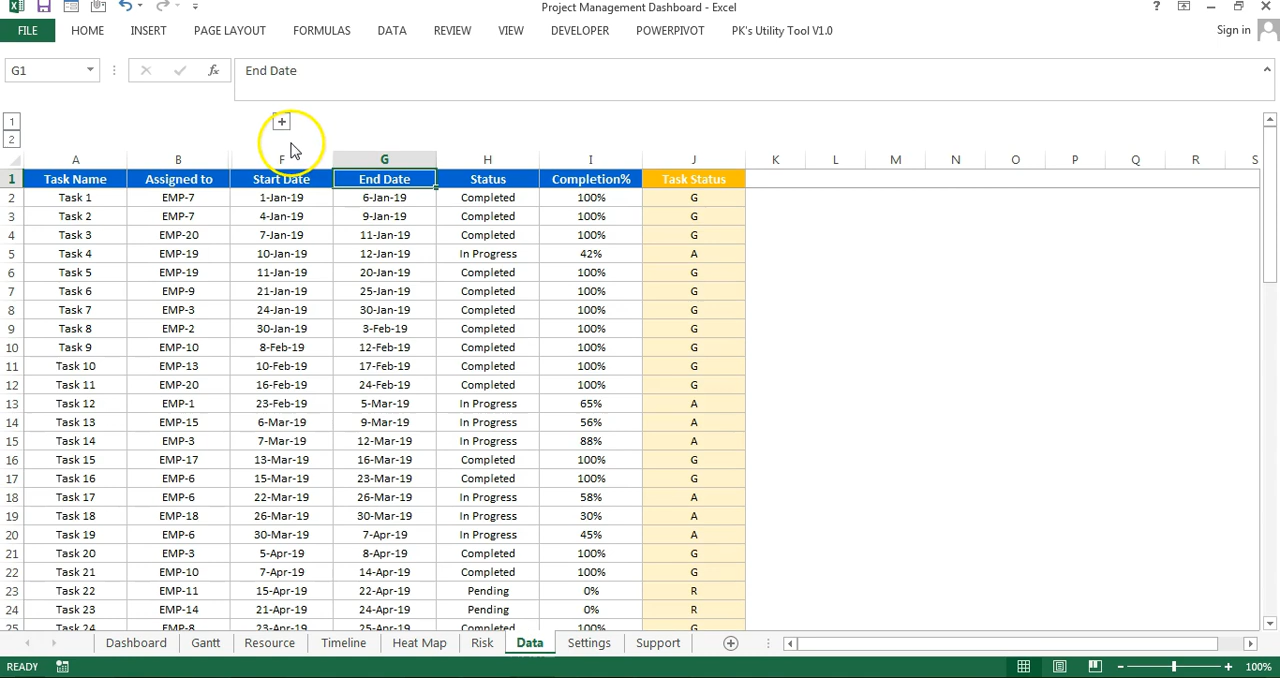 Project Management Dashboard - Excel
?
FILE HOME INSERT PAGE LAYOUT FORMULAS DATA REVIEW VIEW DEVELOPER POWERPIVOT PK's Utility Tool V1.0 Sign in
G1 fx End Date
1
2
A B F G H I J K L M N O P Q R S
1 Task Name Assigned to Start Date End Date Status Completion% Task Status
2 Task 1 EMP-7 1-Jan-19 6-Jan-19 Completed 100% G
3 Task 2 EMP-7 4-Jan-19 9-Jan-19 Completed 100% G
4 Task 3 EMP-20 7-Jan-19 11-Jan-19 Completed 100% G
5 Task 4 EMP-19 10-Jan-19 12-Jan-19 In Progress 42% A
6 Task 5 EMP-19 11-Jan-19 20-Jan-19 Completed 100% G
7 Task 6 EMP-9 21-Jan-19 25-Jan-19 Completed 100% G
8 Task 7 EMP-3 24-Jan-19 30-Jan-19 Completed 100% G
9 Task 8 EMP-2 30-Jan-19 3-Feb-19 Completed 100% G
10 Task 9 EMP-10 8-Feb-19 12-Feb-19 Completed 100% G
11 Task 10 EMP-13 10-Feb-19 17-Feb-19 Completed 100% G
12 Task 11 EMP-20 16-Feb-19 24-Feb-19 Completed 100% G
13 Task 12 EMP-1 23-Feb-19 5-Mar-19 In Progress 65% A
14 Task 13 EMP-15 6-Mar-19 9-Mar-19 In Progress 56% A
15 Task 14 EMP-3 7-Mar-19 12-Mar-19 In Progress 88% A
16 Task 15 EMP-17 13-Mar-19 16-Mar-19 Completed 100% G
17 Task 16 EMP-6 15-Mar-19 23-Mar-19 Completed 100% G
18 Task 17 EMP-6 22-Mar-19 26-Mar-19 In Progress 58% A
19 Task 18 EMP-18 26-Mar-19 30-Mar-19 In Progress 30% A
20 Task 19 EMP-6 30-Mar-19 7-Apr-19 In Progress 45% A
21 Task 20 EMP-3 5-Apr-19 8-Apr-19 Completed 100% G
22 Task 21 EMP-10 7-Apr-19 14-Apr-19 Completed 100% G
23 Task 22 EMP-11 15-Apr-19 22-Apr-19 Pending 0% R
24 Task 23 EMP-14 21-Apr-19 24-Apr-19 Pending 0% R
25 Task 24 EMP-8 23-Apr-19 25-Apr-19 Completed 100% G
Dashboard Gantt Resource Timeline Heat Map Risk Data Settings Support
READY 100%